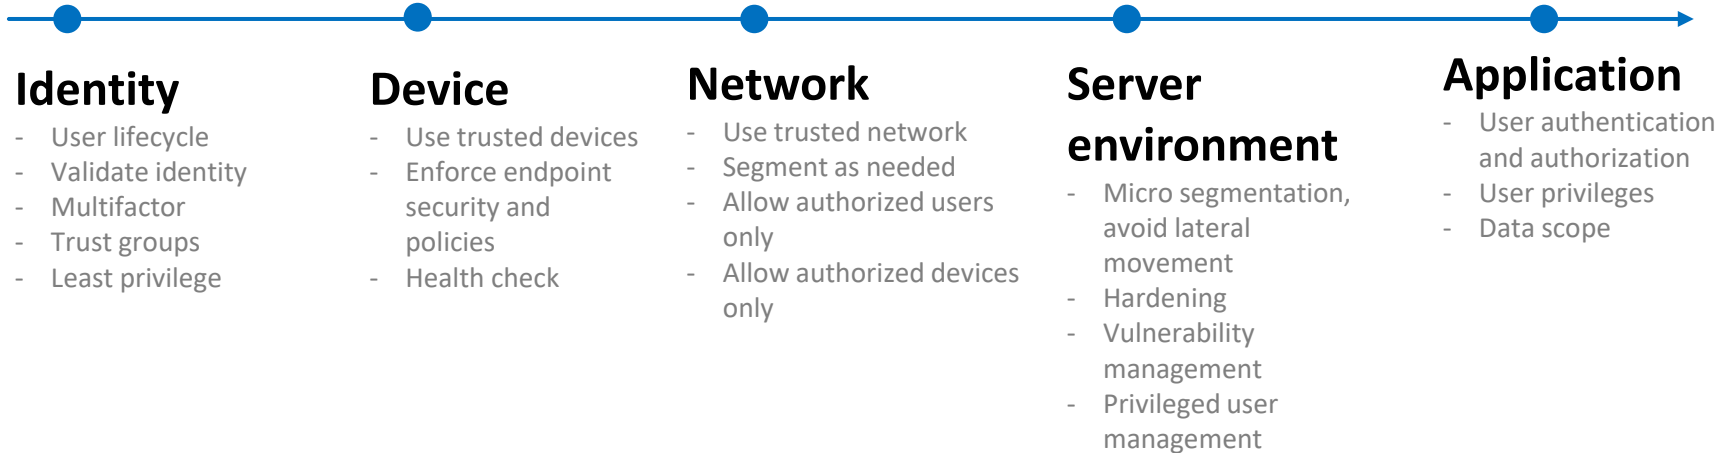 Identity
- User lifecycle
- Validate identity
- Multifactor
- Trust groups
- Least privilege
Device
- Use trusted devices
- Enforce endpoint
security and
policies
- Health check
Network
- Use trusted network
- Segment as needed
- Allow authorized users
only
- Allow authorized devices
only
Server
environment
- Micro segmentation,
avoid lateral
movement
- Hardening
- Vulnerability
management
- Privileged user
management
Application
- User authentication
and authorization
- User privileges
- Data scope